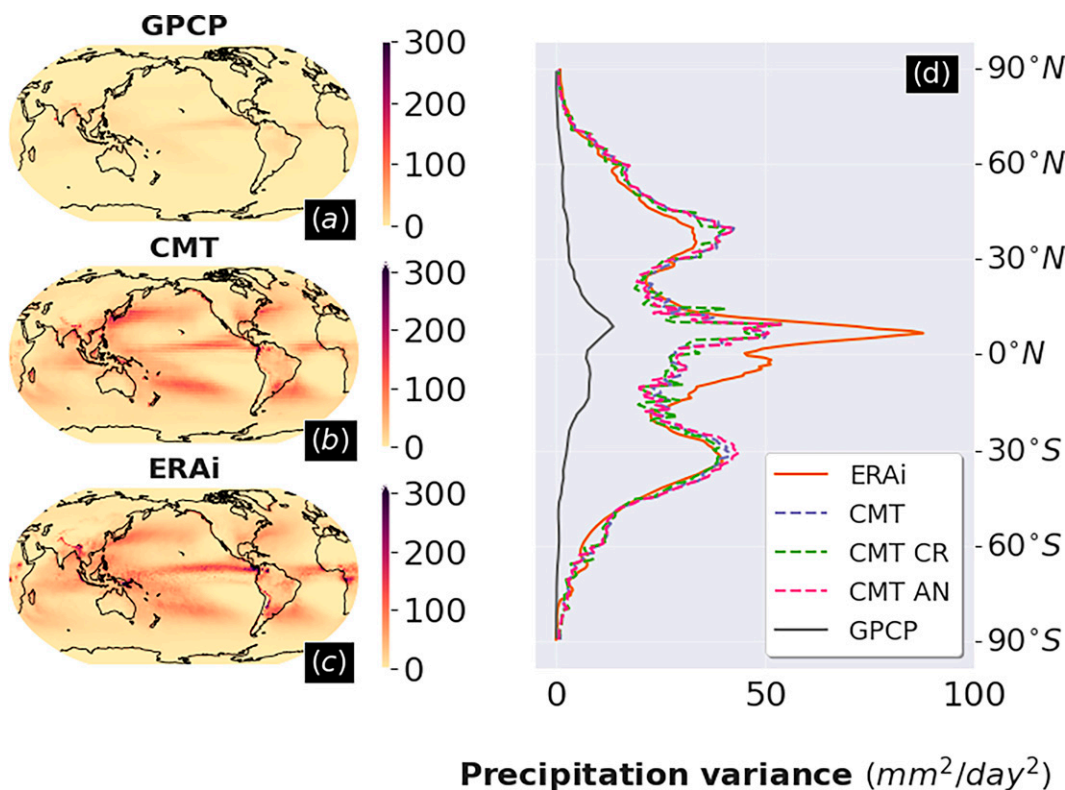 GPCP
300
200
100
0
(a)
CMT
300
200
100
0
(b)
ERAi
300
200
100
0
(c)
(d)
90°N
60°N
30°N
0°N
30°S
60°S
90°S
ERAi
CMT
CMT CR
CMT AN
GPCP
0 50 100
Precipitation variance (mm²/day²)